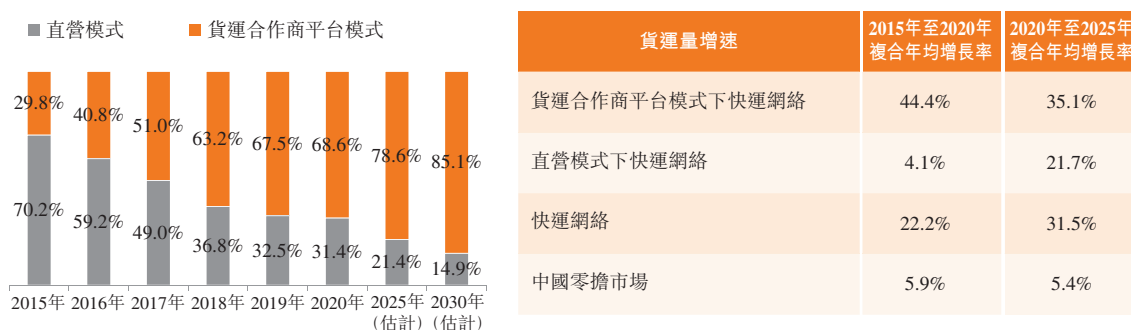 直營模式 貨運合作商平台模式
29.8% 40.8% 51.0% 63.2% 67.5% 68.6% 78.6% 85.1%
70.2% 59.2% 49.0% 36.8% 32.5% 31.4% 21.4% 14.9%
2015年 2016年 2017年 2018年 2019年 2020年 2025年 2030年
(估計) (估計)
貨運量增速 2015年至2020年 2020年至2025年
複合年均增長率 複合年均增長率
貨運合作商平台模式下快運網絡 44.4% 35.1%
直營模式下快運網絡 4.1% 21.7%
快運網絡 22.2% 31.5%
中國零擔市場 5.9% 5.4%